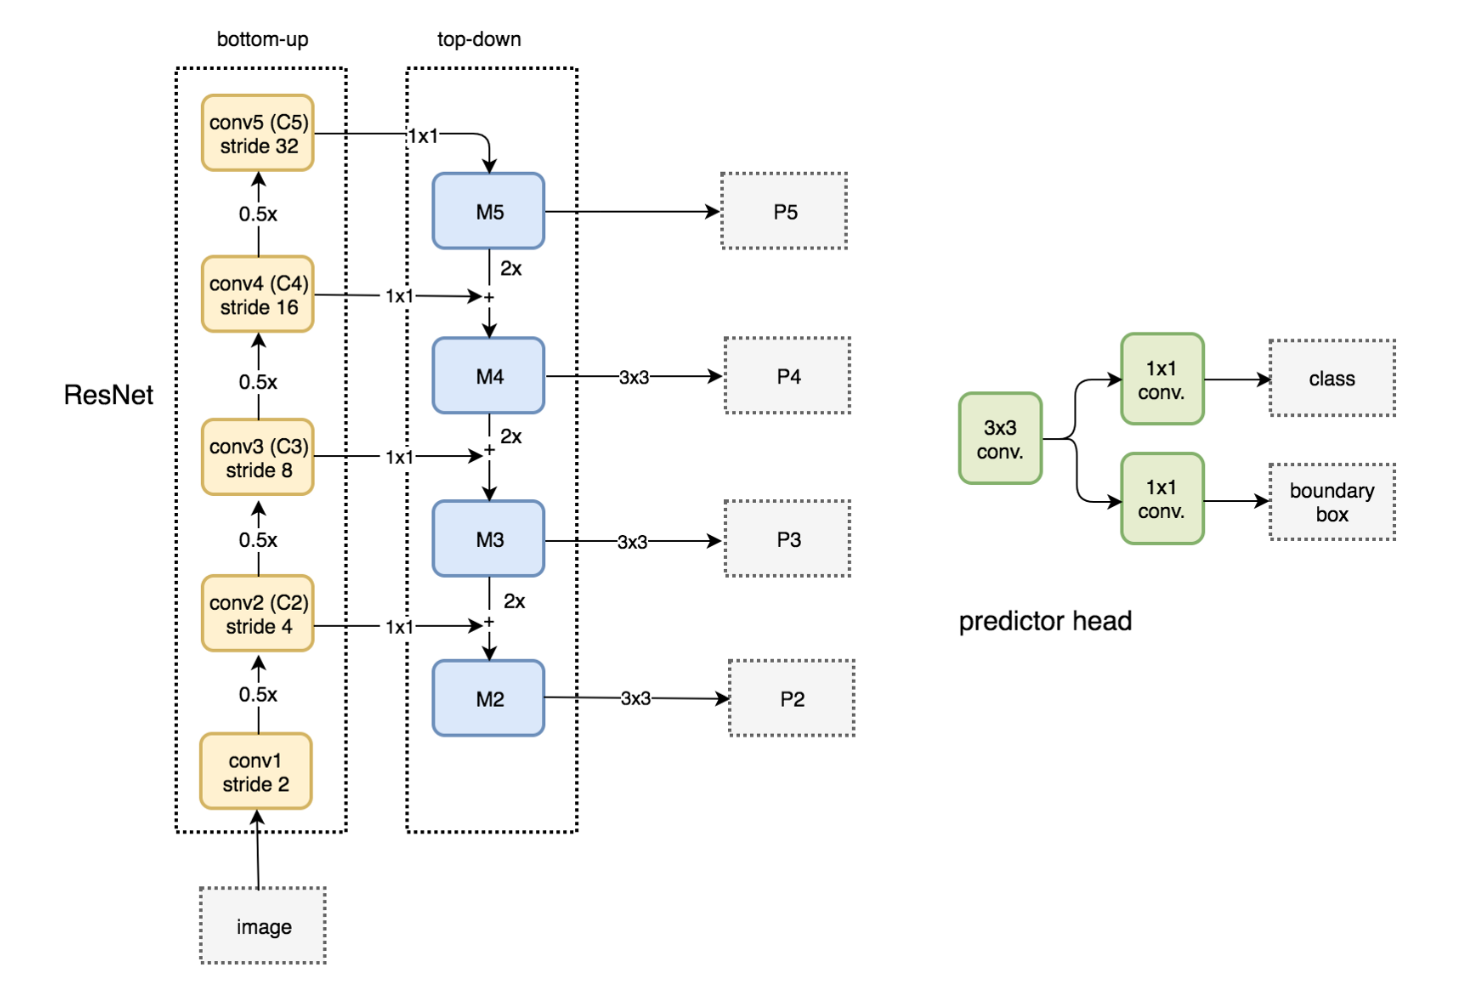 bottom-up
top-down
conv5 (C5)
stride 32
1x1
M5
P5
0.5x
2x
conv4 (C4)
stride 16
1x1
+
M4
3x3
P4
0.5x
2x
conv3 (C3)
stride 8
1x1
+
M3
3x3
P3
0.5x
2x
conv2 (C2)
stride 4
1x1
+
M2
3x3
P2
0.5x
conv1
stride 2
image
ResNet
3x3
conv.
1x1
conv.
class
1x1
conv.
boundary
box
predictor head